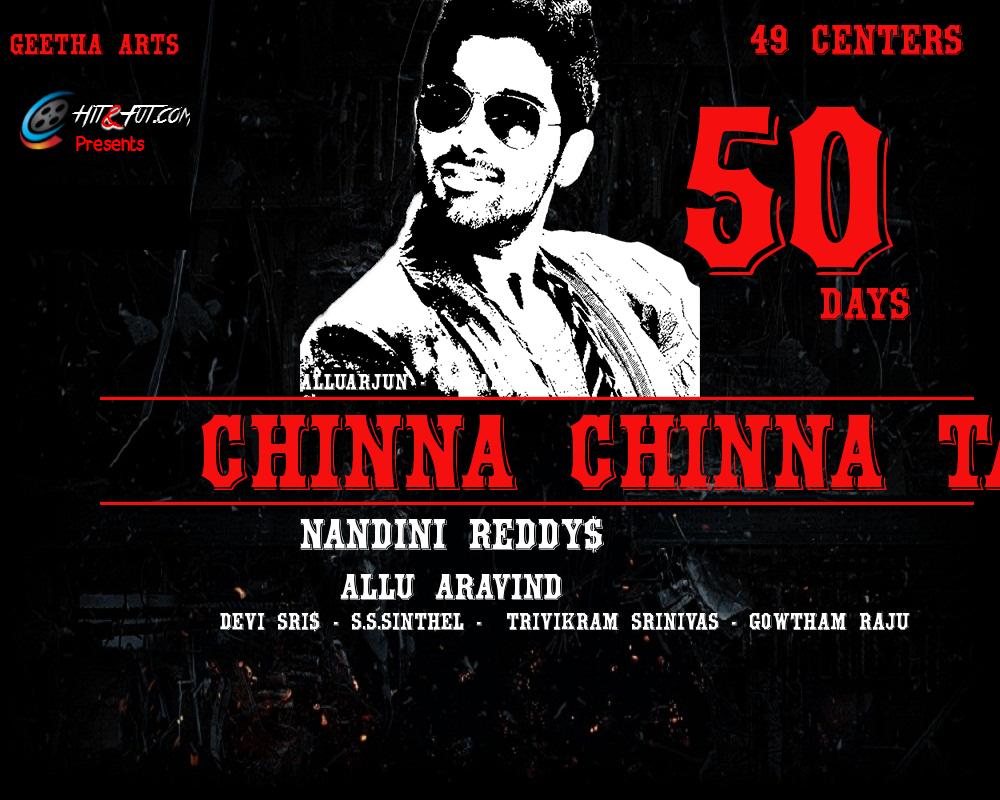 GEETHA ARTS
49 CENTERS
HIT&FUT.COM
Presents
50
DAYS
ALLUARJUN -
CHINNA CHINNA TA
NANDINI REDDY$
ALLU ARAVIND
DEVI SRI$ - S.S.SINTHEL - TRIVIKRAM SRINIVAS - GOWTHAM RAJU